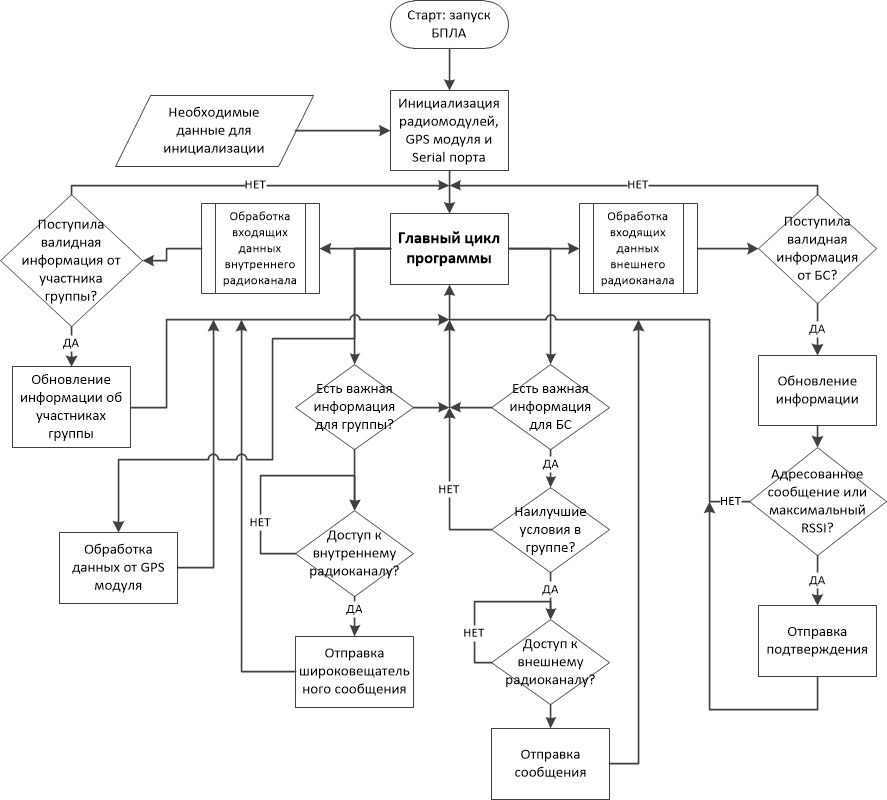 Старт: запуск
БПЛА
Необходимые
данные для
инициализации
Инициализация
радиомодулей,
GPS модуля и
Serial порта
НЕТ
НЕТ
Поступила
валидная
информация от
участника
группы?
Обработка
входящих
данных
внутреннего
радиоканала
Главный цикл
программы
Обработка
входящих
данных
внешнего
радиоканала
Поступила
валидная
информация
от БС?
ДА
ДА
Обновление
информации об
участниках
группы
Есть важная
информация
для группы?
Есть важная
информация
для БС
Обновление
информации
ДА
НЕТ
Адресованное
сообщение или
максимальный
RSSI?
НЕТ
НЕТ
Наилучшие
условия в
группе?
Обработка
данных от GPS
модуля
Доступ к
внутреннему
радиоканалу?
ДА
ДА
ДА
НЕТ
Доступ к
внешнему
радиоканалу?
Отправка
широковещатель
ного сообщения
Отправка
подтверждения
Отправка
сообщения